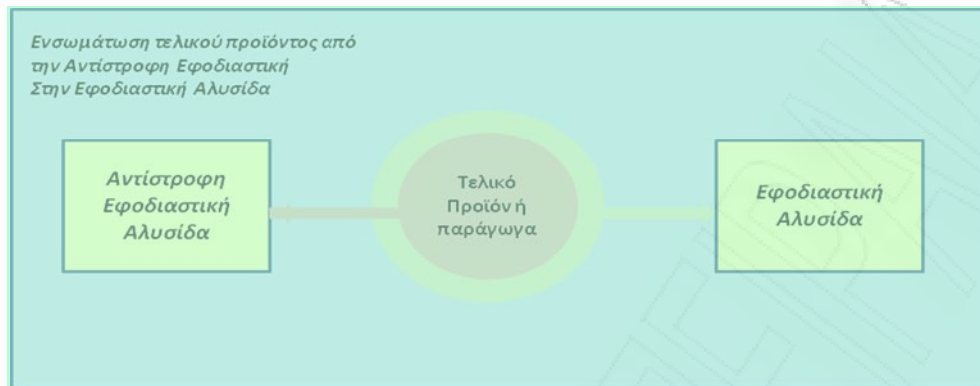 Ενσωμάτωση τελικού προϊόντος από
την Αντίστροφη Εφοδιαστική
Στην Εφοδιαστική Αλυσίδα
Αντίστροφη
Εφοδιαστική
Αλυσίδα
Τελικό
Προϊόν ή
παράγωγα
Εφοδιαστική
Αλυσίδα